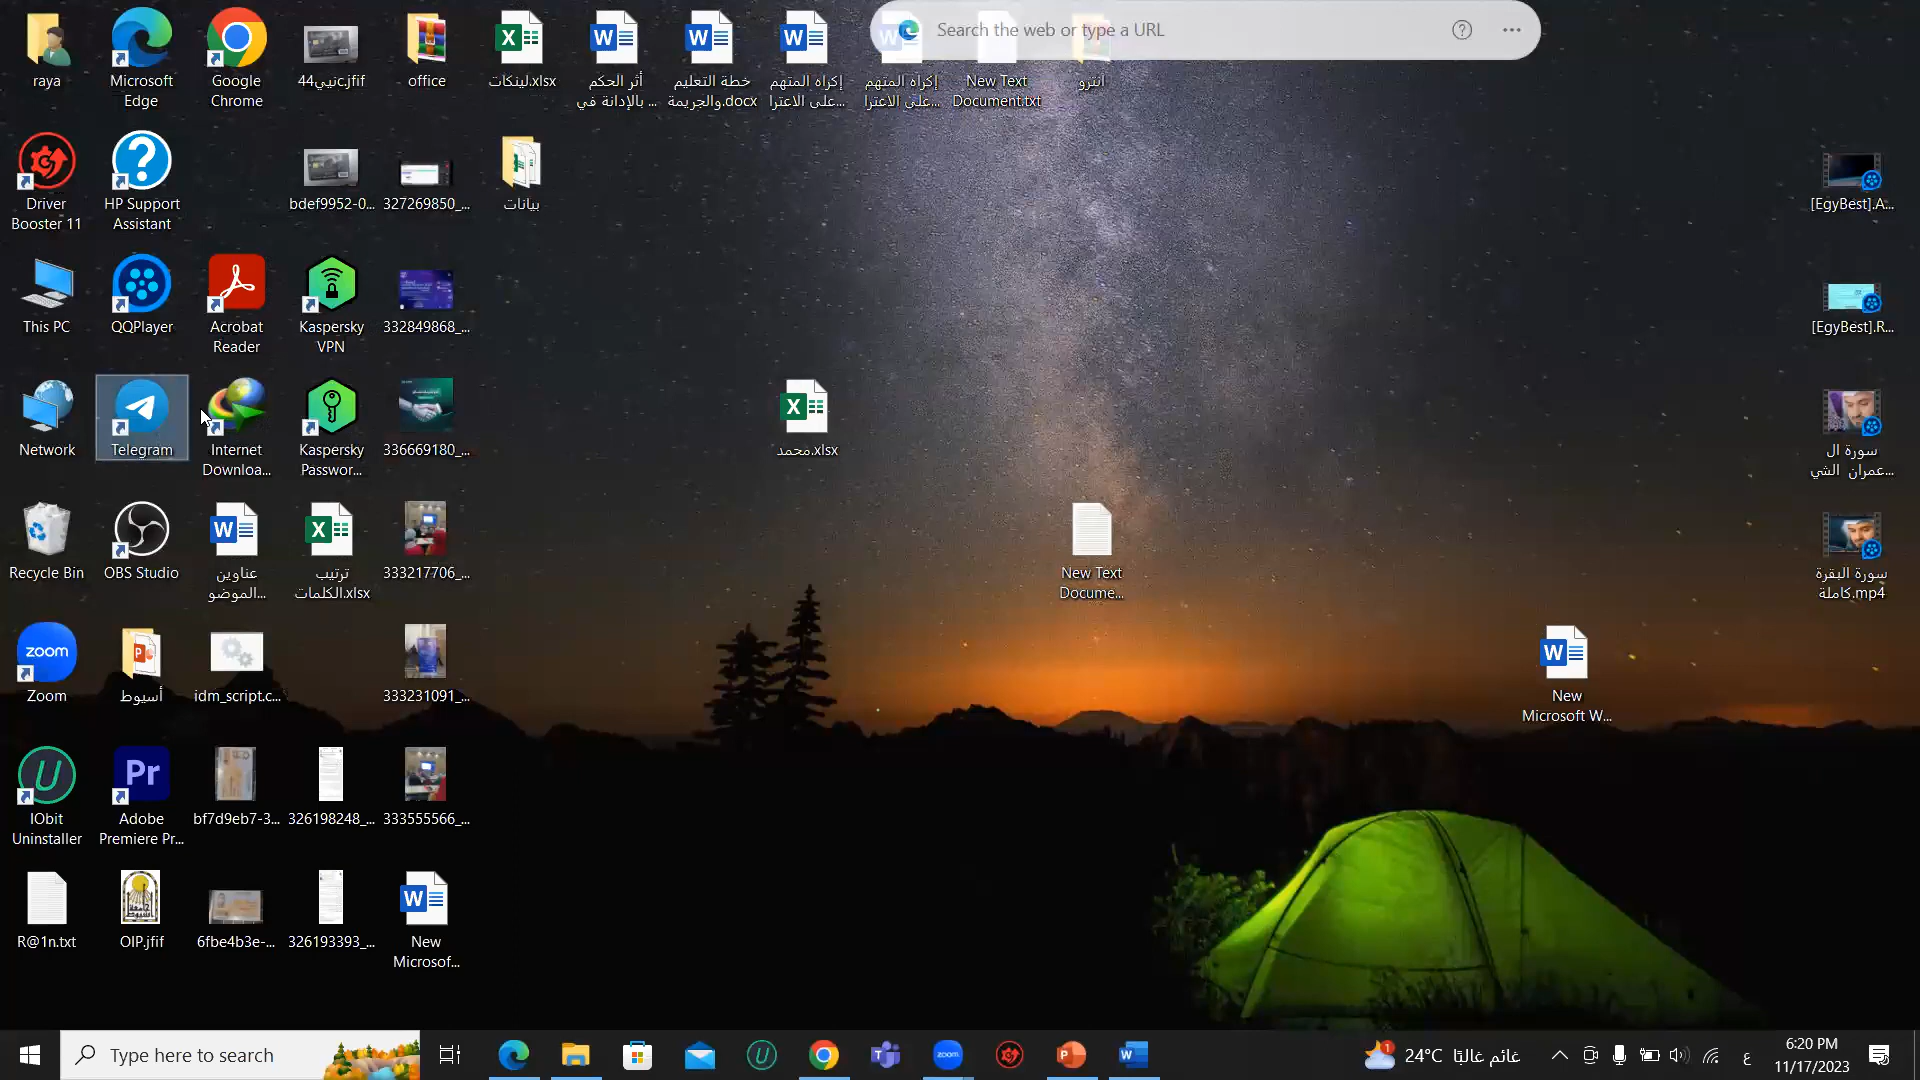 raya
Microsoft
Edge
Google
Chrome
44جنيي.jfif
office
لينكات.xlsx
أثر الحكم
بالإدانة في ...
خطة التعليم
والجريمة.docx
إكراه المتهم
على الاعترا...
إكراه المتهم
على الاعترا...
New Text
Document.txt
انترو
Search the web or type a URL
Driver
Booster 11
HP Support
Assistant
bdef9952-0...
327269850_...
بيانات
[EgyBest].A...
This PC
QQPlayer
Acrobat
Reader
Kaspersky
VPN
332849868_...
[EgyBest].R...
Network
Telegram
Internet
Downloa...
Kaspersky
Passwor...
336669180_...
محمد.xlsx
سورة ال
عمران الشي...
Recycle Bin
OBS Studio
عناوين
الموضو...
ترتيب
الكلمات.xlsx
333217706_...
New Text
Docume...
سورة البقرة
كاملة.mp4
zoom
Zoom
أسيوط
idm_script.c...
333231091_...
New
Microsoft W...
IObit
Uninstaller
Pr
Adobe
Premiere Pr...
bf7d9eb7-3...
326198248_...
333555566_...
R@1n.txt
OIP.jfif
6fbe4b3e-...
326193393_...
New
Microsof...
Type here to search
zoom
1
24°C غائم غالبًا
ع
6:20 PM
11/17/2023